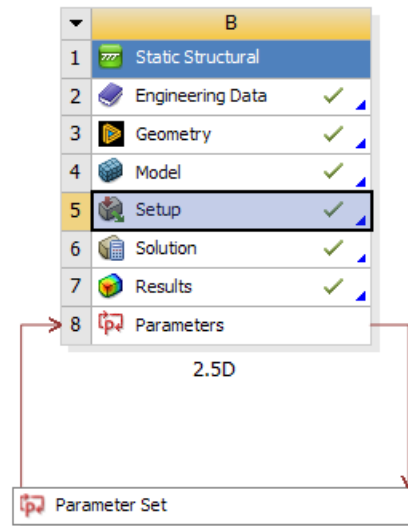 B
1 Static Structural
2 Engineering Data
3 Geometry
4 Model
5 Setup
6 Solution
7 Results
8 Parameters
2.5D
Parameter Set